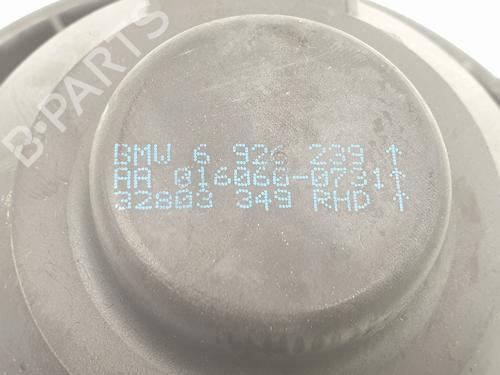 B-PARTS
BMW 6 926 239 ↑
AA 016060-0731↑
32803 349 RHD ↑